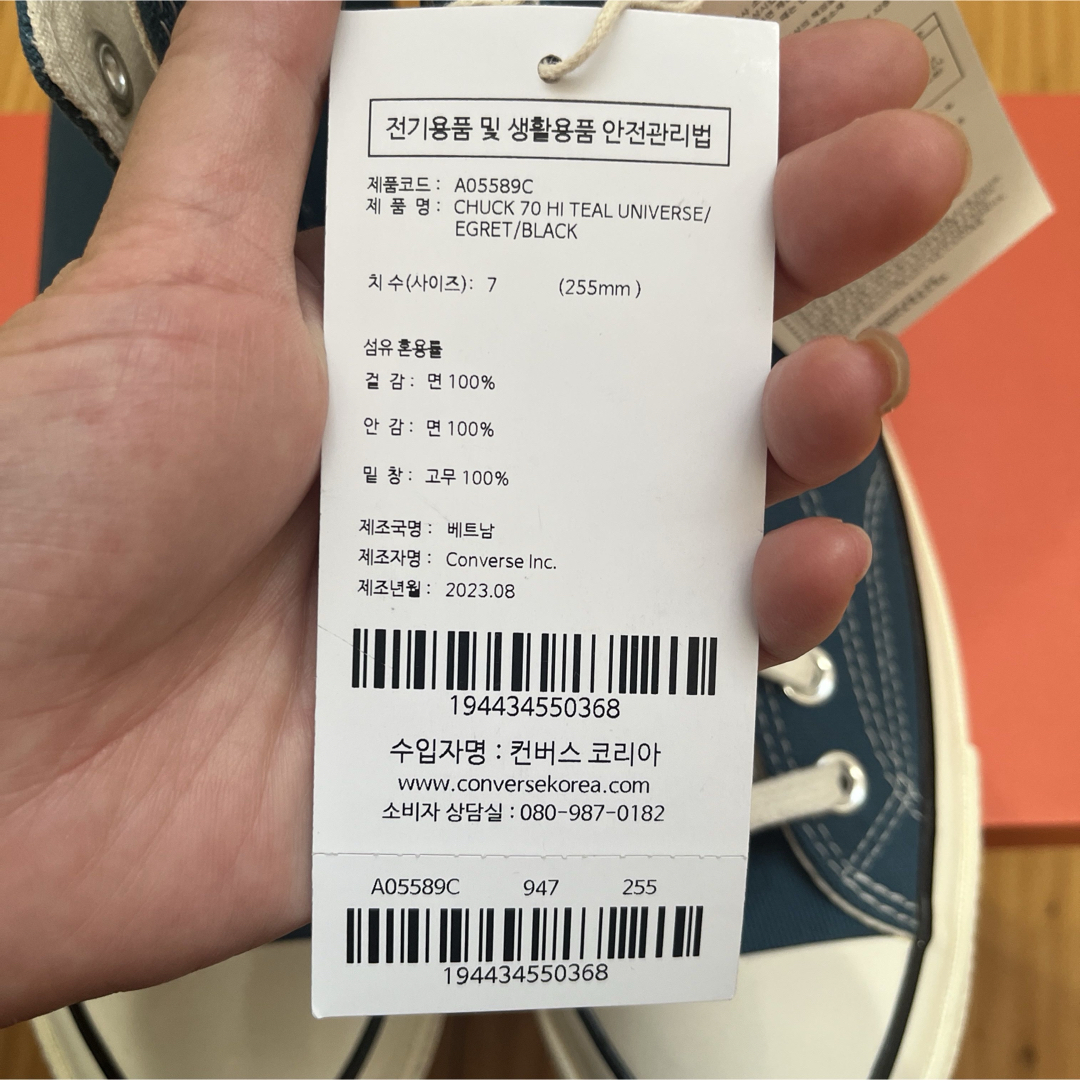 전기용품 및 생활용품 안전관리법
제품코드 : A05589C
제 품 명 : CHUCK 70 HI TEAL UNIVERSE/
EGRET/BLACK
치 수(사이즈) : 7 (255mm )
섬유 혼용률
겉 감 : 면 100%
안 감 : 면 100%
밑 창 : 고무 100%
제조국명 : 베트남
제조자명 : Converse Inc.
제조년월 : 2023.08
194434550368
수입자명 : 컨버스 코리아
www.conversekorea.com
소비자 상담실 : 080-987-0182
A05589C 947 255
194434550368